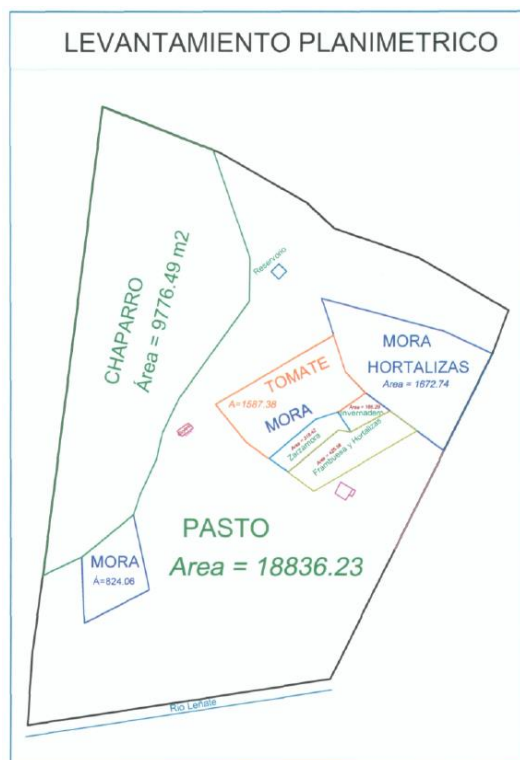 LEVANTAMIENTO PLANIMETRICO
CHAPARRO
Área = 9776.49 m2
Reservorio
MORA
HORTALIZAS
Area = 1672.74
TOMATE
A=1587.38
MORA
Invernadero
Zarzamora
Frambuesa y Hortalizas
PASTO
Area = 18836.23
MORA
Á=824.06
Rio Leñate